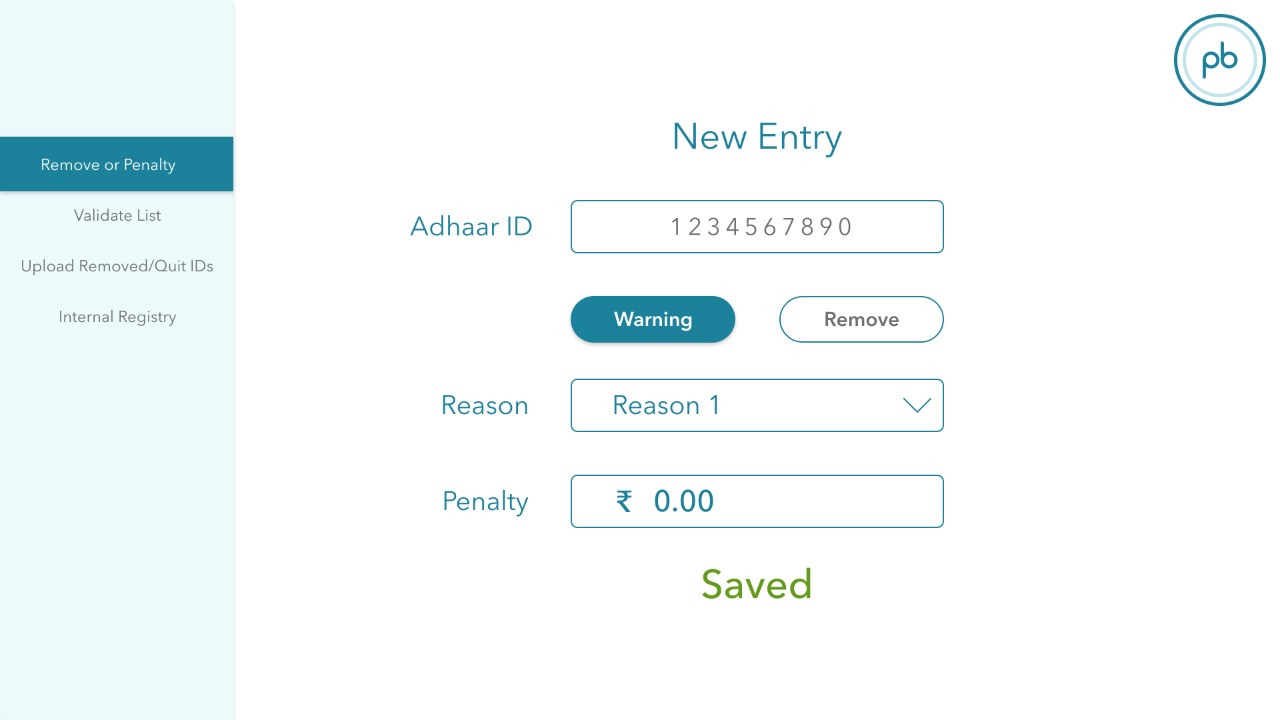 pb
New Entry
Remove or Penalty
Validate List
Upload Removed/Quit IDs
Internal Registry
Adhaar ID 1234567890
Warning Remove
Reason Reason 1
Penalty ₹ 0.00
Saved